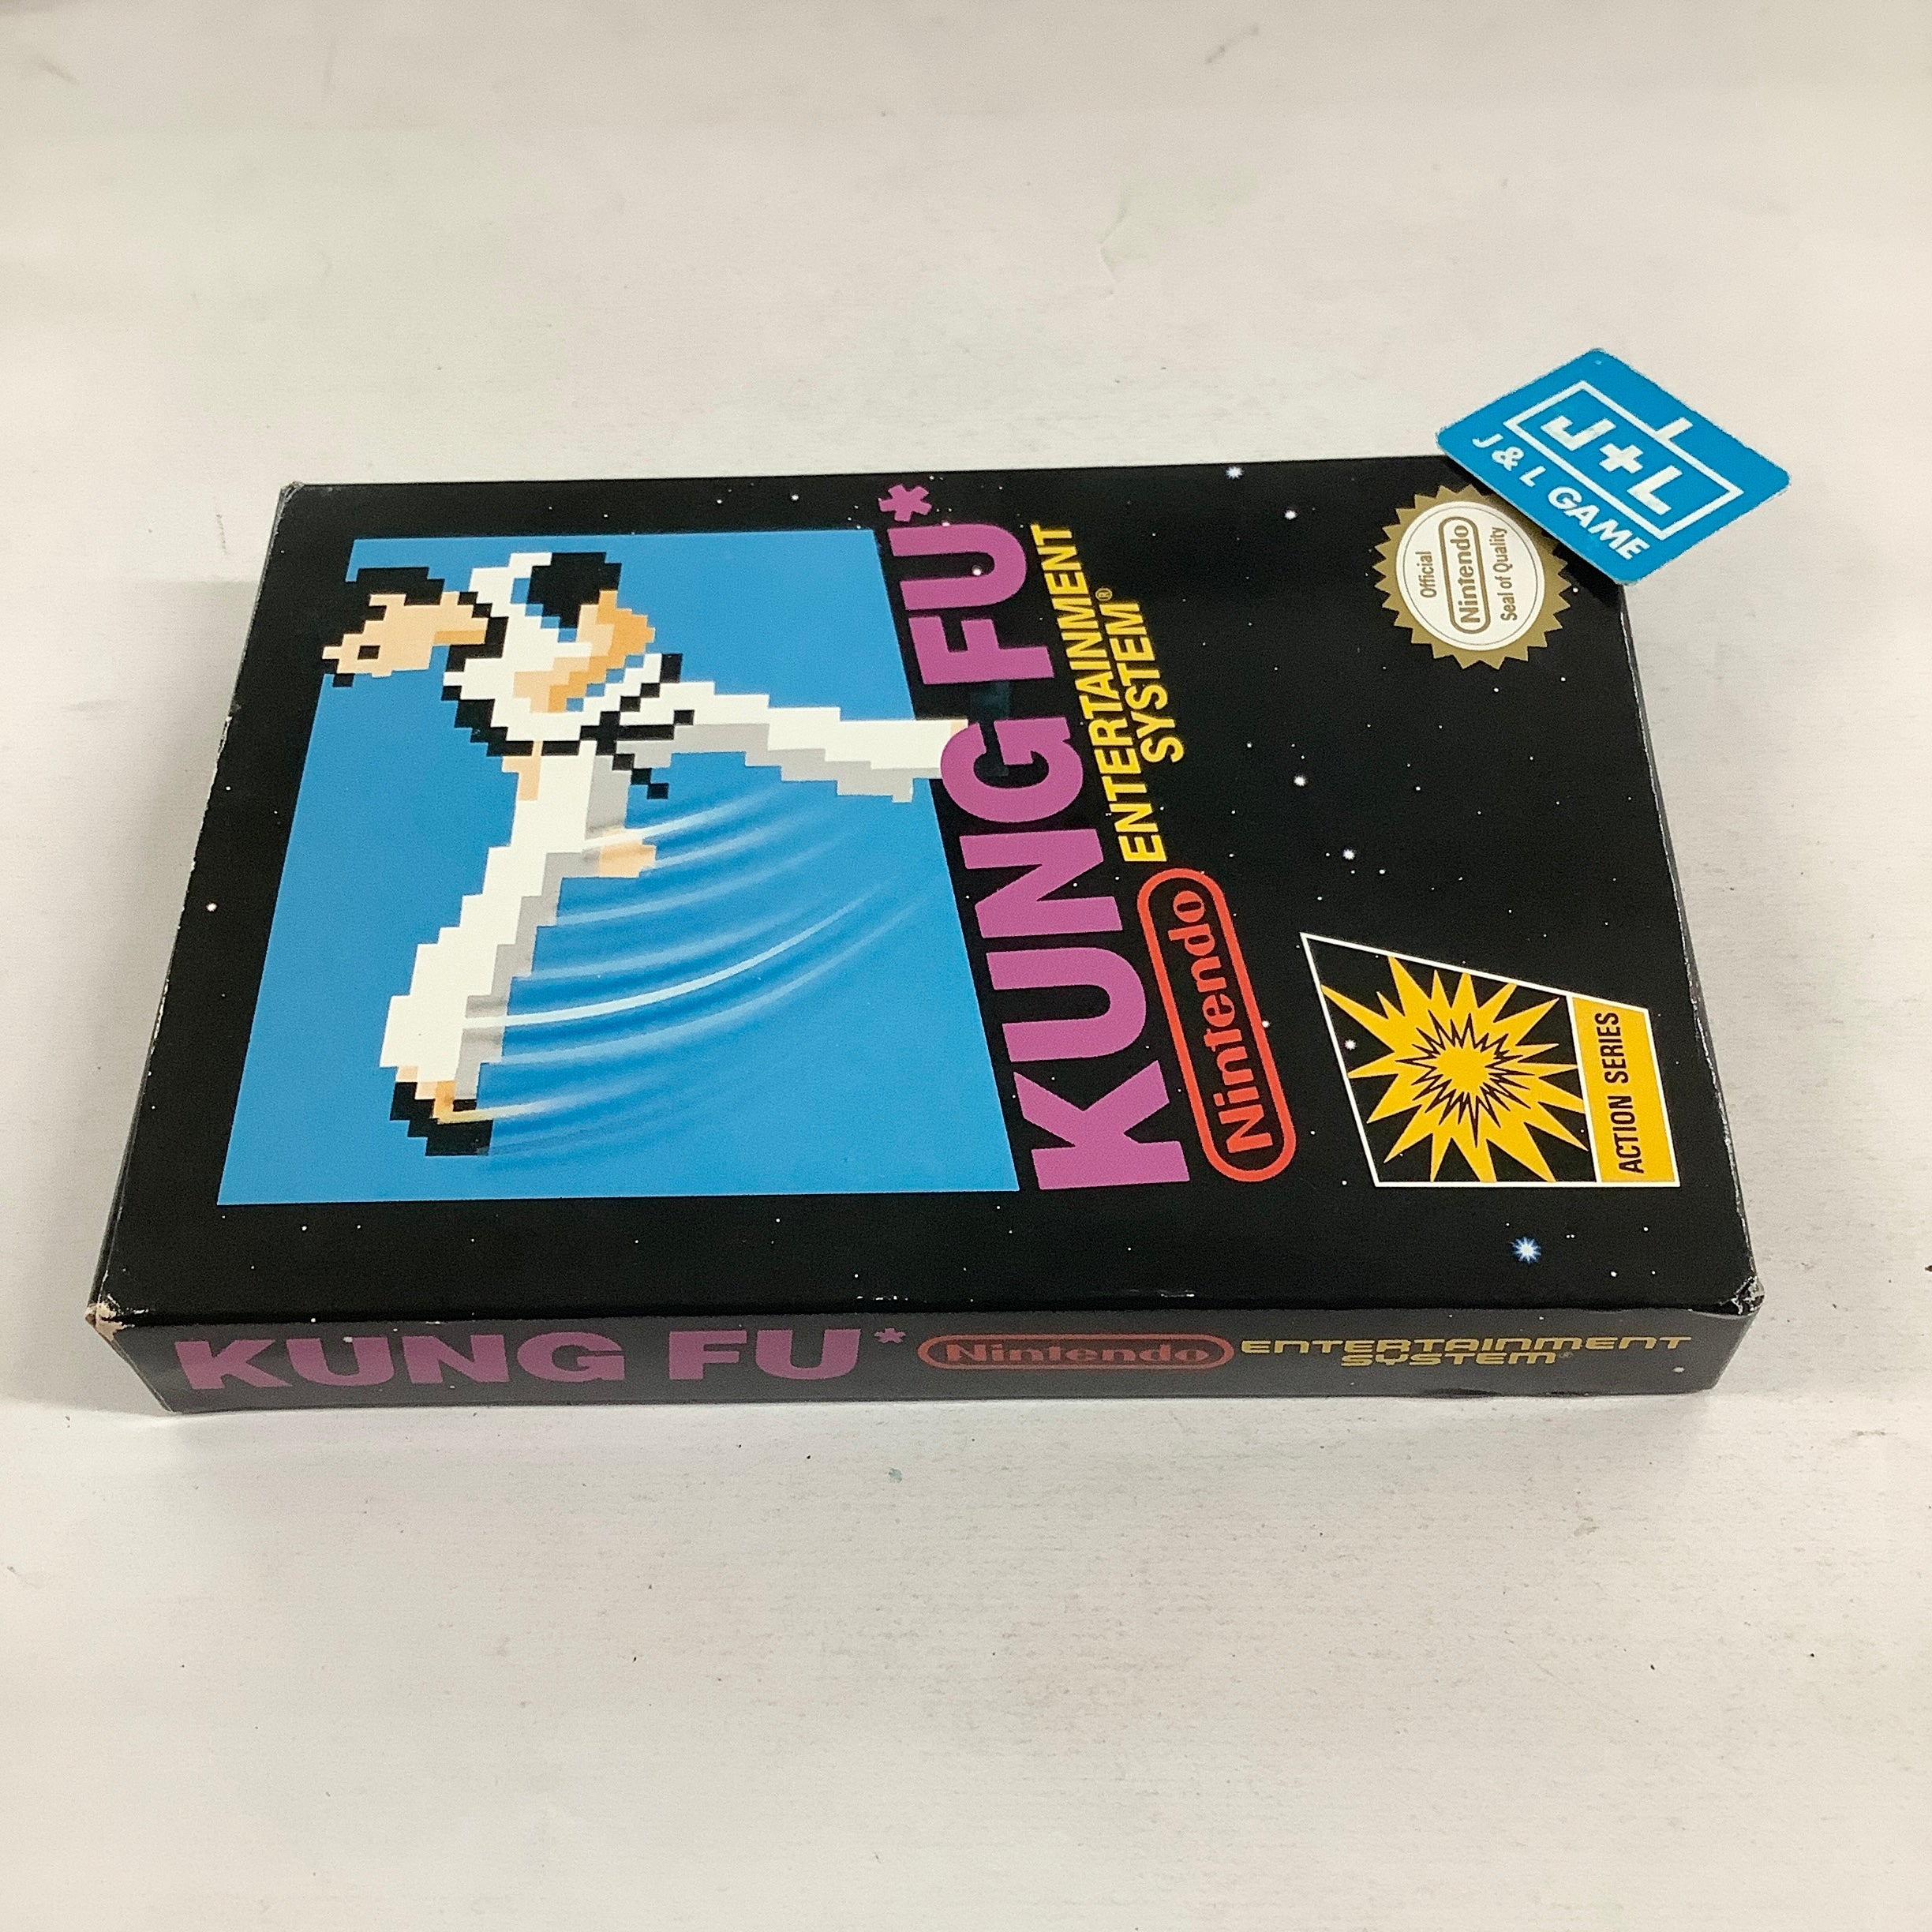 KUNG FU*
Nintendo
ENTERTAINMENT
SYSTEM®
Official
Nintendo
Seal of Quality
ACTION SERIES
J+L
J & L GAME
KUNG FU*
Nintendo
ENTERTAINMENT
SYSTEM®